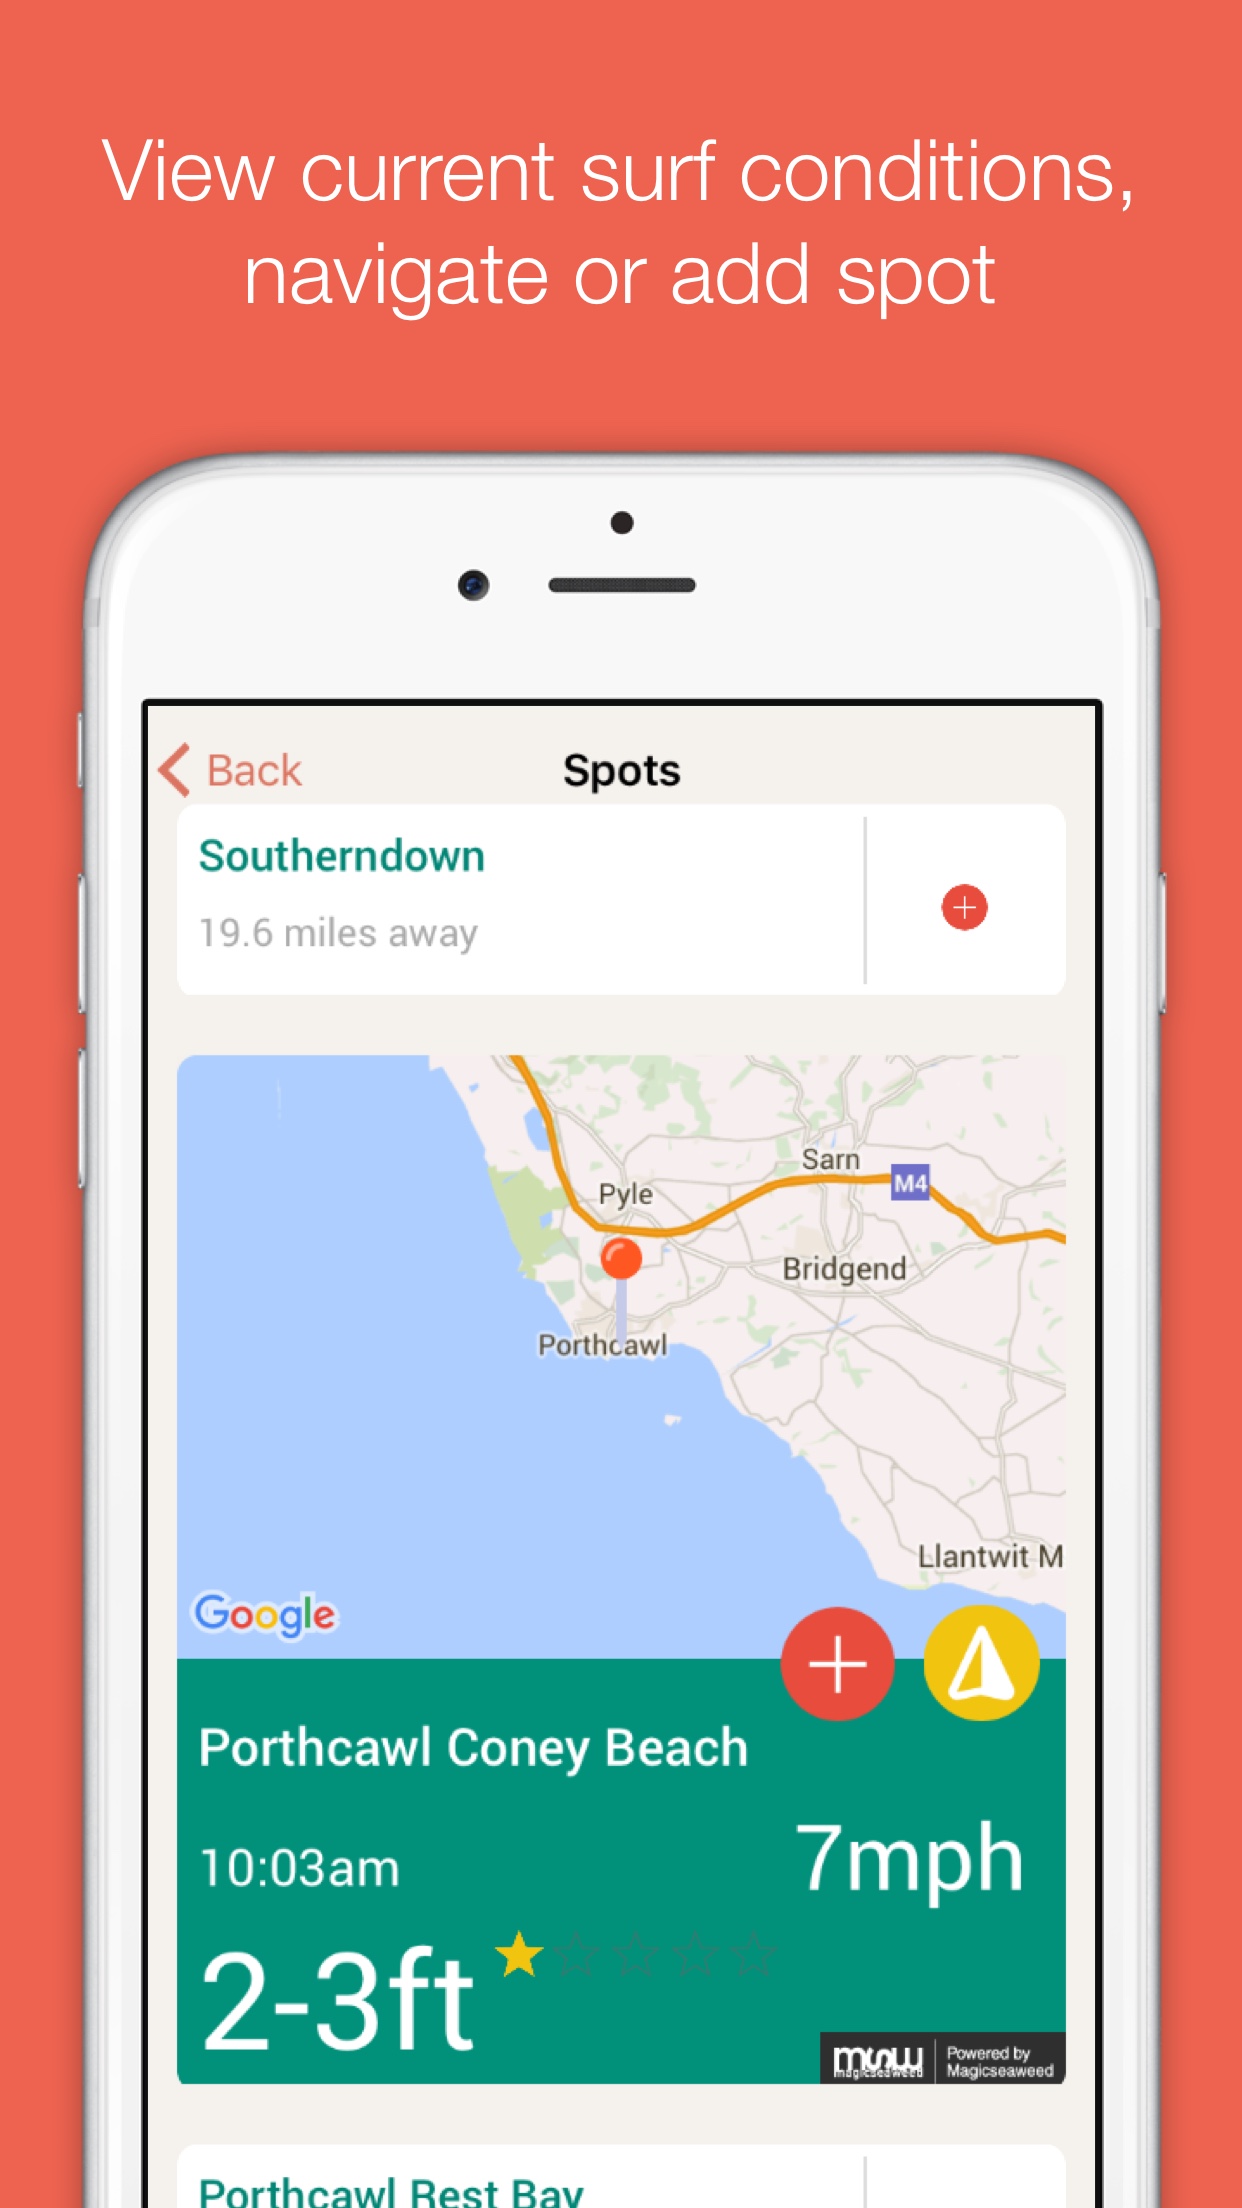 View current surf conditions,
navigate or add spot
Back
Spots
Southerndown
19.6 miles away
Sarn
M4
Pyle
Bridgend
Porthcawl
Llantwit M
Google
Porthcawl Coney Beach
10:03am
7mph
2-3ft
msw
magicseaweed
Powered by
Magicseaweed
Porthcawl Rest Bay